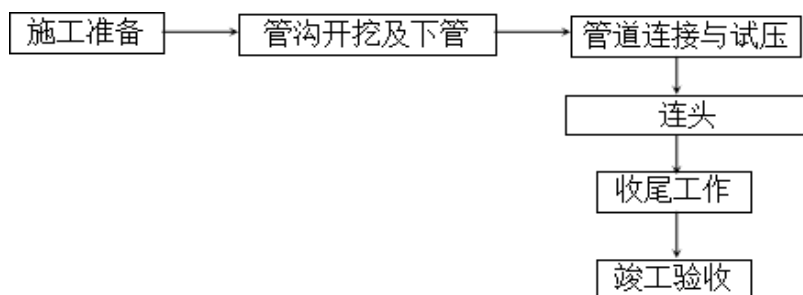 施工准备
管沟开挖及下管
管道连接与试压
连头
收尾工作
竣工验收